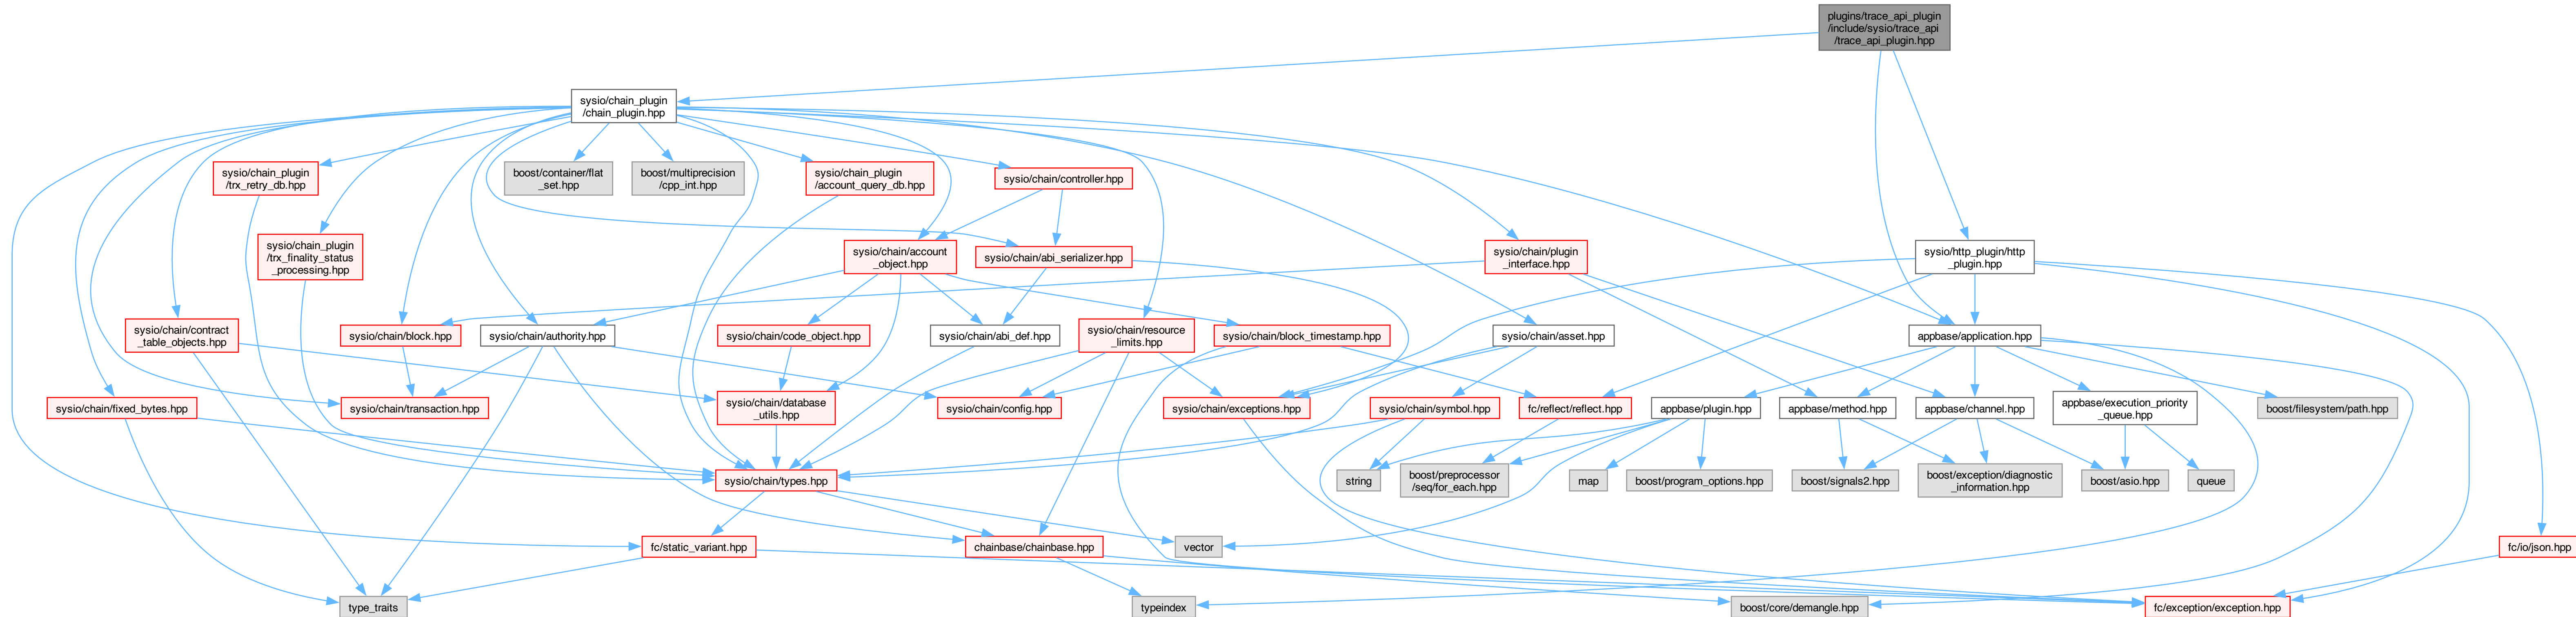 plugins/trace_api_plugin
/include/sysio/trace_api
/trace_api_plugin.hpp
sysio/chain_plugin
/chain_plugin.hpp
sysio/chain_plugin
/trx_retry_db.hpp
boost/container/flat
_set.hpp
boost/multiprecision
/cpp_int.hpp
sysio/chain_plugin
/account_query_db.hpp
sysio/chain/controller.hpp
sysio/chain_plugin
/trx_finality_status
_processing.hpp
sysio/chain/account
_object.hpp
sysio/chain/abi_serializer.hpp
sysio/chain/plugin
_interface.hpp
sysio/http_plugin/http
_plugin.hpp
sysio/chain/contract
_table_objects.hpp
sysio/chain/block.hpp
sysio/chain/authority.hpp
sysio/chain/code_object.hpp
sysio/chain/abi_def.hpp
sysio/chain/resource
_limits.hpp
sysio/chain/block_timestamp.hpp
sysio/chain/asset.hpp
appbase/application.hpp
sysio/chain/fixed_bytes.hpp
sysio/chain/transaction.hpp
sysio/chain/database
_utils.hpp
sysio/chain/config.hpp
sysio/chain/exceptions.hpp
sysio/chain/symbol.hpp
fc/reflect/reflect.hpp
appbase/plugin.hpp
appbase/method.hpp
appbase/channel.hpp
appbase/execution_priority
_queue.hpp
boost/filesystem/path.hpp
sysio/chain/types.hpp
string
boost/preprocessor
/seq/for_each.hpp
map
boost/program_options.hpp
boost/signals2.hpp
boost/exception/diagnostic
_information.hpp
boost/asio.hpp
queue
fc/static_variant.hpp
chainbase/chainbase.hpp
vector
fc/io/json.hpp
type_traits
typeindex
boost/core/demangle.hpp
fc/exception/exception.hpp